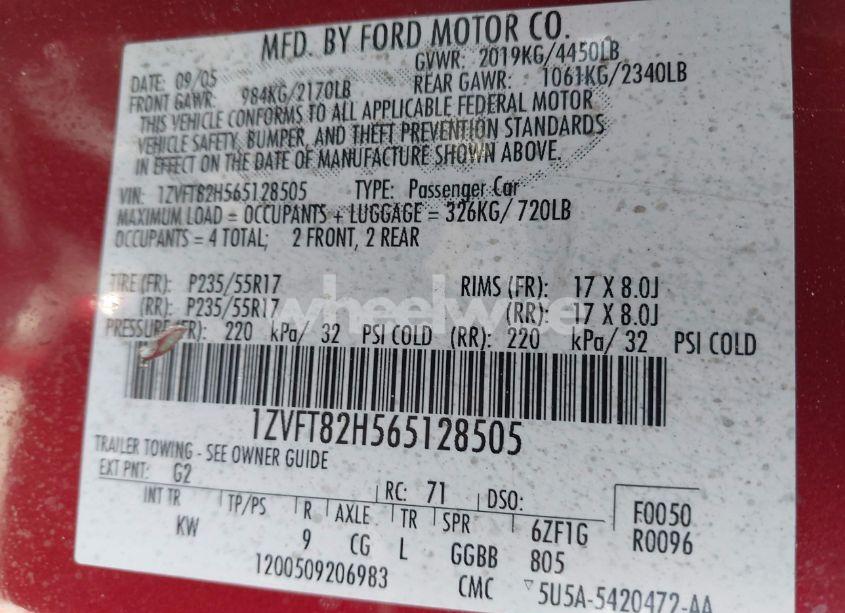 MFD. BY FORD MOTOR CO.
DATE: 09/05 GVWR: 2019KG/4450LB
FRONT GAWR: 984KG/2170LB REAR GAWR: 1061KG/2340LB
THIS VEHICLE CONFORMS TO ALL APPLICABLE FEDERAL MOTOR
VEHICLE SAFETY, BUMPER, AND THEFT PREVENTION STANDARDS
IN EFFECT ON THE DATE OF MANUFACTURE SHOWN ABOVE.
VIN: 1ZVFT82H565128505 TYPE: Passenger Car
MAXIMUM LOAD = OCCUPANTS + LUGGAGE = 326KG/ 720LB
OCCUPANTS = 4 TOTAL; 2 FRONT, 2 REAR
TIRE (FR): P235/55R17 RIMS (FR): 17 X 8.0J
(RR): P235/55R17 (RR): 17 X 8.0J
wheelwise
PRESSURE (FR): 220 kPa/ 32 PSI COLD (RR): 220 kPa/ 32 PSI COLD
1ZVFT82H565128505
TRAILER TOWING - SEE OWNER GUIDE
EXT PNT: G2 RC: 71 DSO: F0050
INT TR TP/PS R AXLE TR SPR 6ZF1G R0096
KW 9 CG L GGBB 805
1200509206983 CMC ▽5U5A-5420472-AA